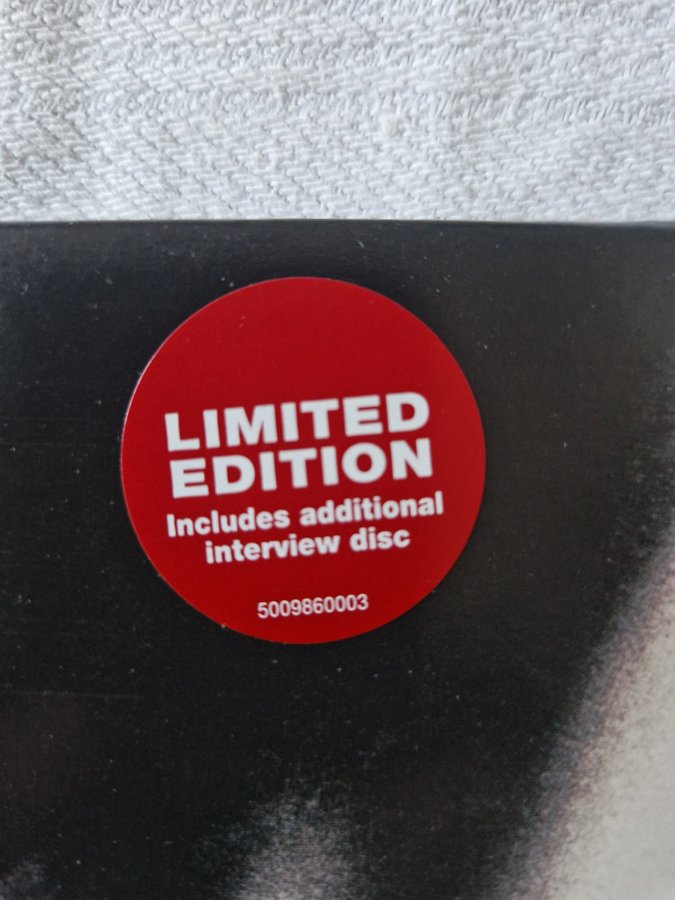 LIMITED
EDITION
Includes additional
interview disc
5009860003